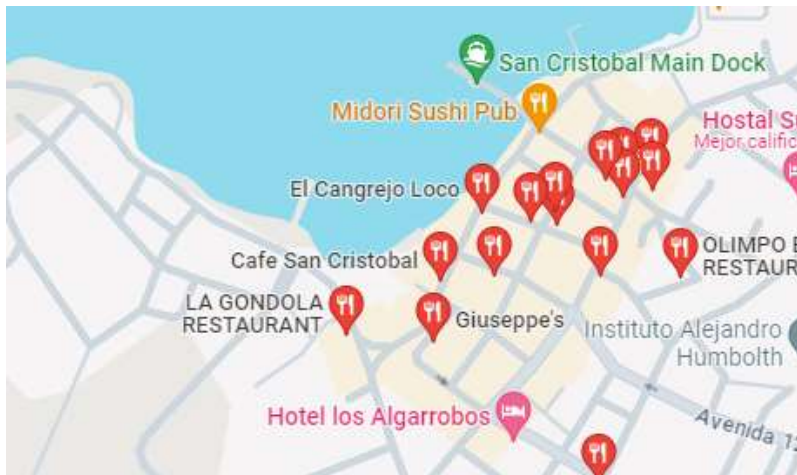 San Cristobal Main Dock
Midori Sushi Pub
Hostal S
Mejor calific
El Cangrejo Loco
Cafe San Cristobal
OLIMPO
RESTAUR
LA GONDOLA
RESTAURANT
Giuseppe's
Instituto Alejandro
Humbolth
Hotel los Algarrobos
Avenida 12